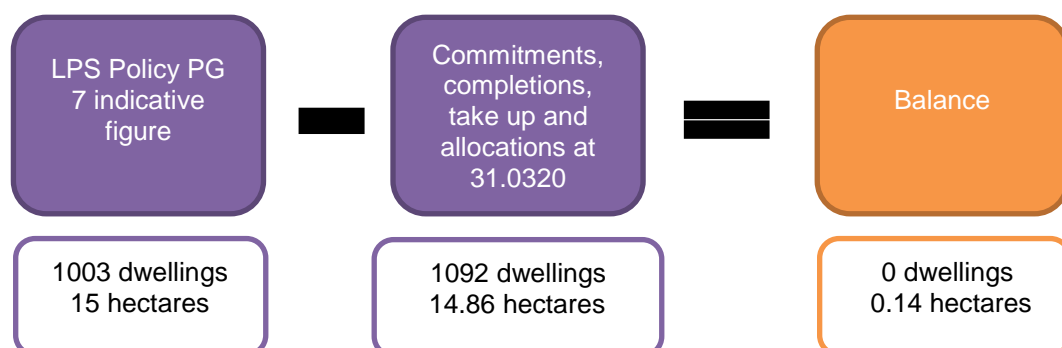 LPS Policy PG
7 indicative
figure
Commitments,
completions,
take up and
allocations at
31.0320
Balance
1003 dwellings
15 hectares
1092 dwellings
14.86 hectares
0 dwellings
0.14 hectares